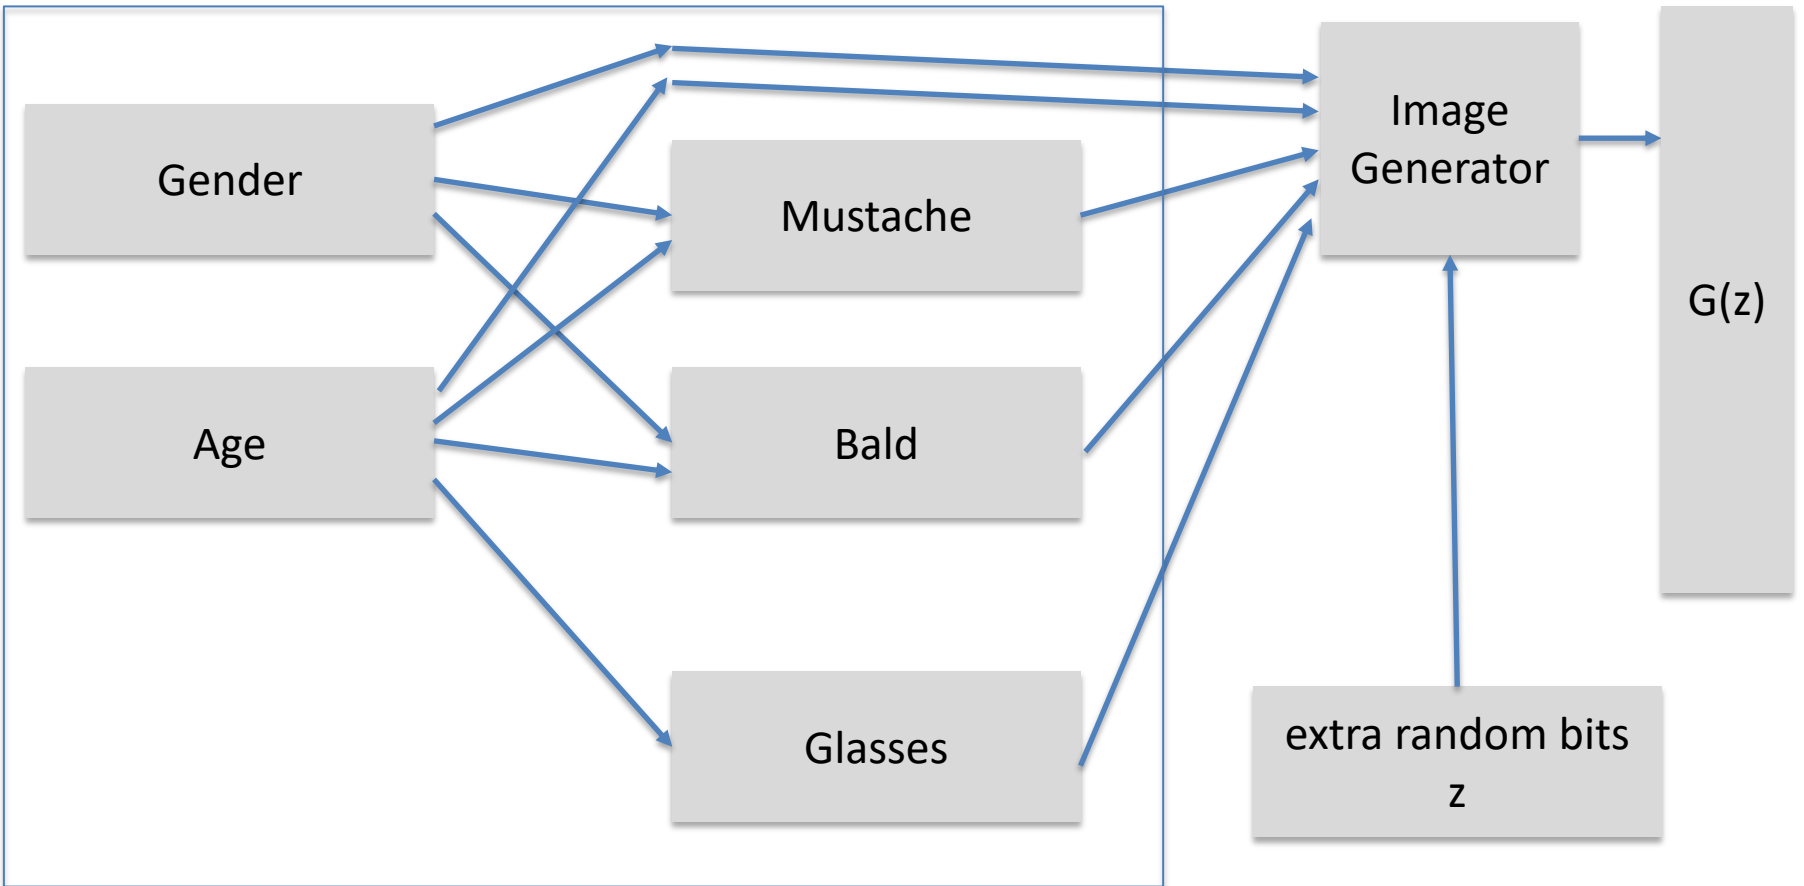 Gender
Age
Mustache
Bald
Glasses
Image
Generator
G(z)
extra random bits
z